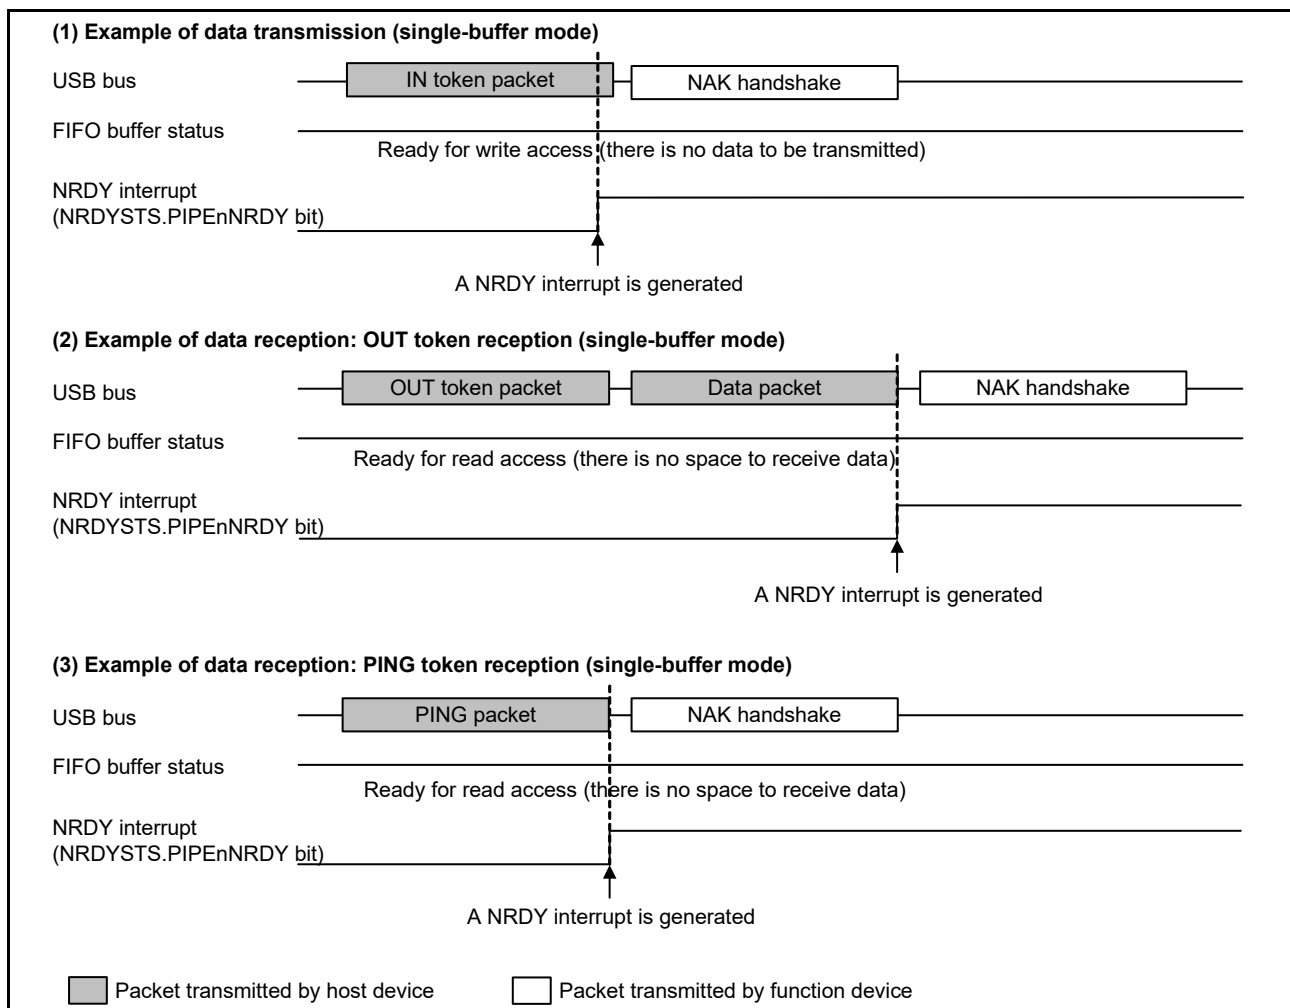 (1) Example of data transmission (single-buffer mode)
USB bus
IN token packet
NAK handshake
FIFO buffer status
Ready for write access (there is no data to be transmitted)
NRDY interrupt
(NRDYSTS.PIPEnNRDY bit)
A NRDY interrupt is generated
(2) Example of data reception: OUT token reception (single-buffer mode)
USB bus
OUT token packet
Data packet
NAK handshake
FIFO buffer status
Ready for read access (there is no space to receive data)
NRDY interrupt
(NRDYSTS.PIPEnNRDY bit)
A NRDY interrupt is generated
(3) Example of data reception: PING token reception (single-buffer mode)
USB bus
PING packet
NAK handshake
FIFO buffer status
Ready for read access (there is no space to receive data)
NRDY interrupt
(NRDYSTS.PIPEnNRDY bit)
A NRDY interrupt is generated
Packet transmitted by host device
Packet transmitted by function device